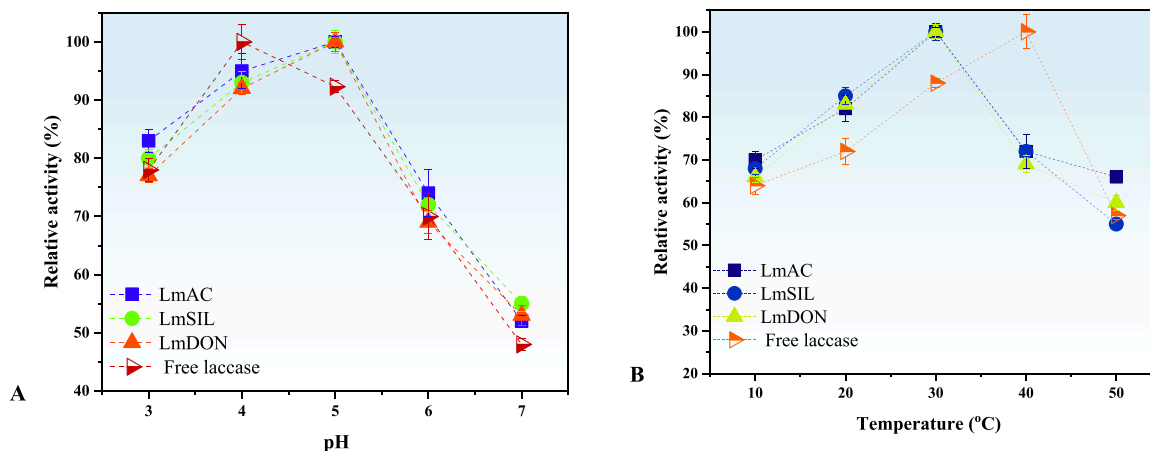 Relative activity (%)
100
90
80
70
60
50
40
LmAC
LmSIL
LmDON
Free laccase
3
4
5
6
7
pH
A
Relative activity (%)
100
90
80
70
60
50
40
30
20
LmAC
LmSIL
LmDON
Free laccase
10
20
30
40
50
Temperature (°C)
B